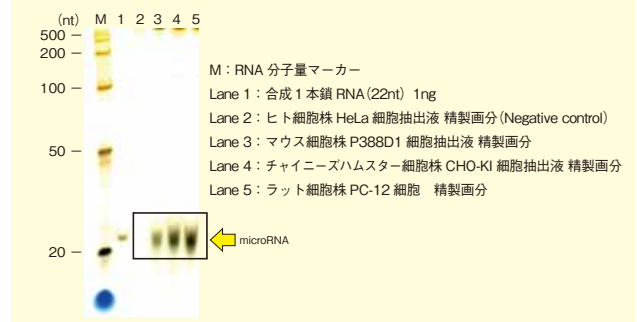 (nt) M 1 2 3 4 5
500
200
100
50
20
M：RNA 分子量マーカー
Lane 1：合成 1 本鎖 RNA（22nt） 1ng
Lane 2：ヒト細胞株 HeLa 細胞抽出液 精製画分（Negative control）
Lane 3：マウス細胞株 P388D1 細胞抽出液 精製画分
Lane 4：チャイニーズハムスター細胞株 CHO-KI 細胞抽出液 精製画分
Lane 5：ラット細胞株 PC-12 細胞　精製画分
microRNA